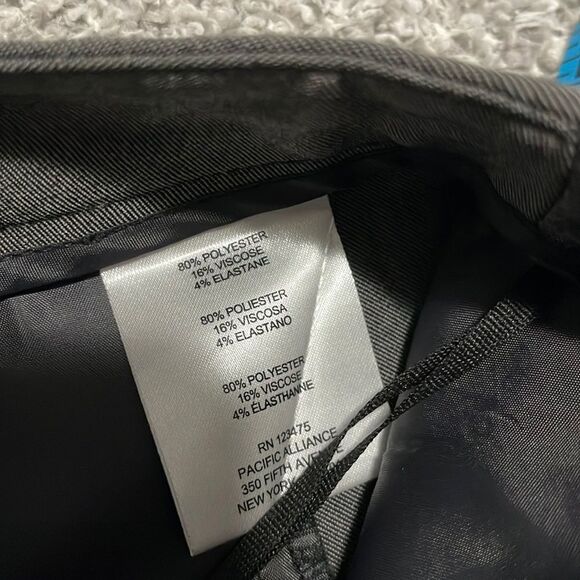 80% POLYESTER
16% VISCOSE
4% ELASTANE
80% POLIESTER
16% VISCOSA
4% ELASTANO
80% POLYESTER
16% VISCOSE
4% ÉLASTHANNE
RN 123475
PACIFIC ALLIANCE
350 FIFTH AVENUE
NEW YORK